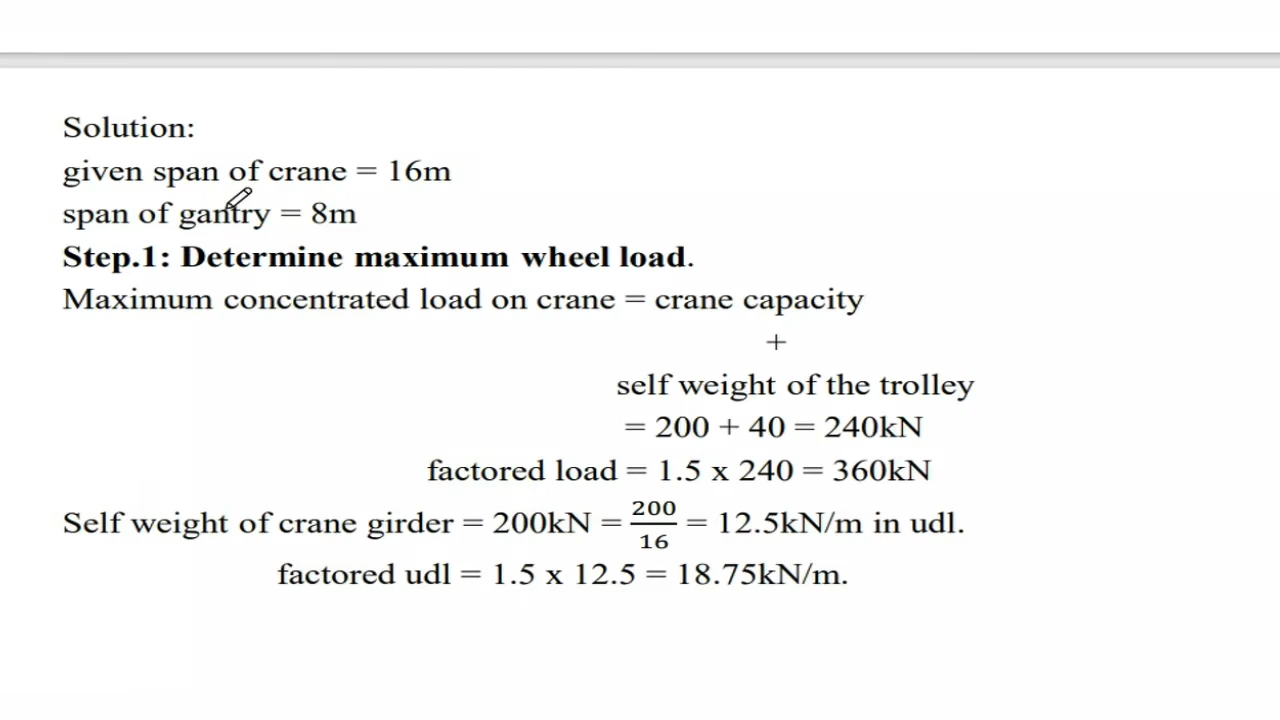 Solution:
given span of crane = 16m
span of gantry = 8m
Step.1: Determine maximum wheel load.
Maximum concentrated load on crane = crane capacity
+
self weight of the trolley
= 200 + 40 = 240kN
factored load = 1.5 x 240 = 360kN
Self weight of crane girder = 200kN = 200/16 = 12.5kN/m in udl.
factored udl = 1.5 x 12.5 = 18.75kN/m.